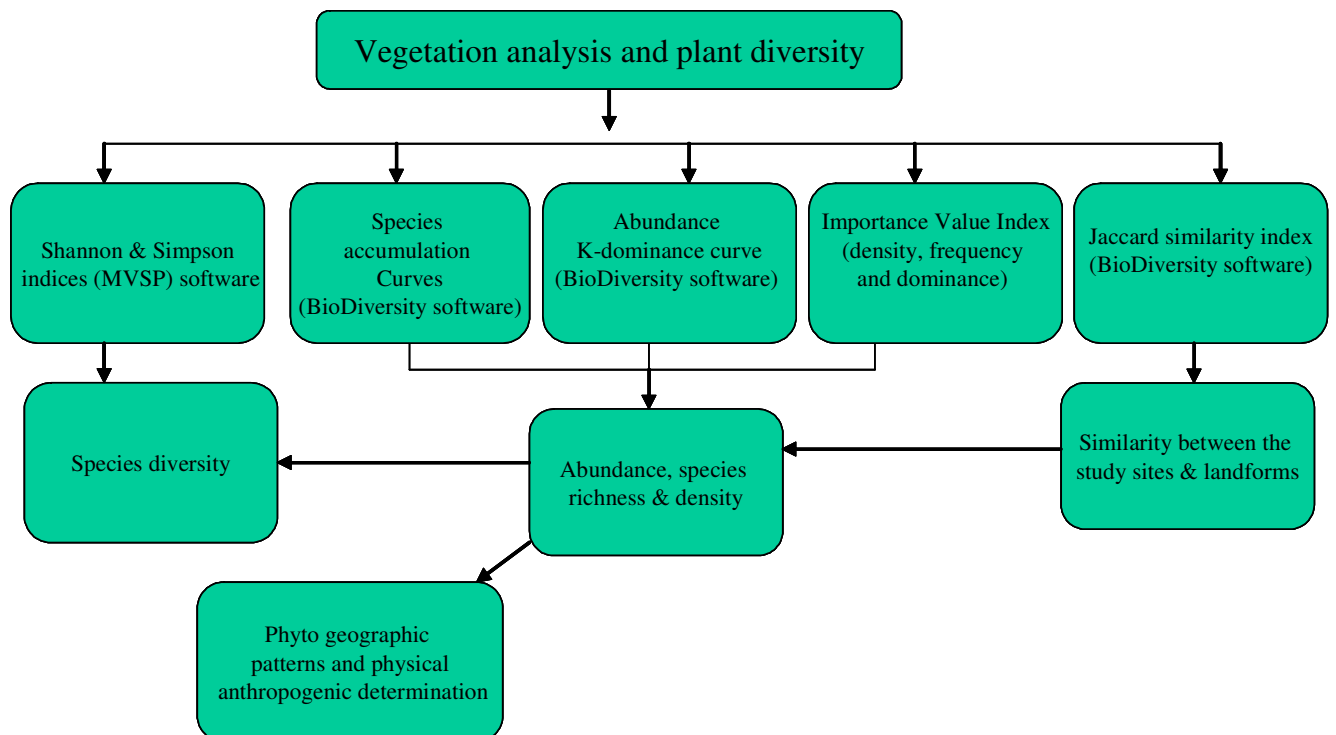 Vegetation analysis and plant diversity
Shannon & Simpson
indices (MVSP) software
Species
accumulation
Curves
(BioDiversity software)
Abundance
K-dominance curve
(BioDiversity software)
Importance Value Index
(density, frequency
and dominance)
Jaccard similarity index
(BioDiversity software)
Species diversity
Abundance, species
richness & density
Similarity between the
study sites & landforms
Phyto geographic
patterns and physical
anthropogenic determination